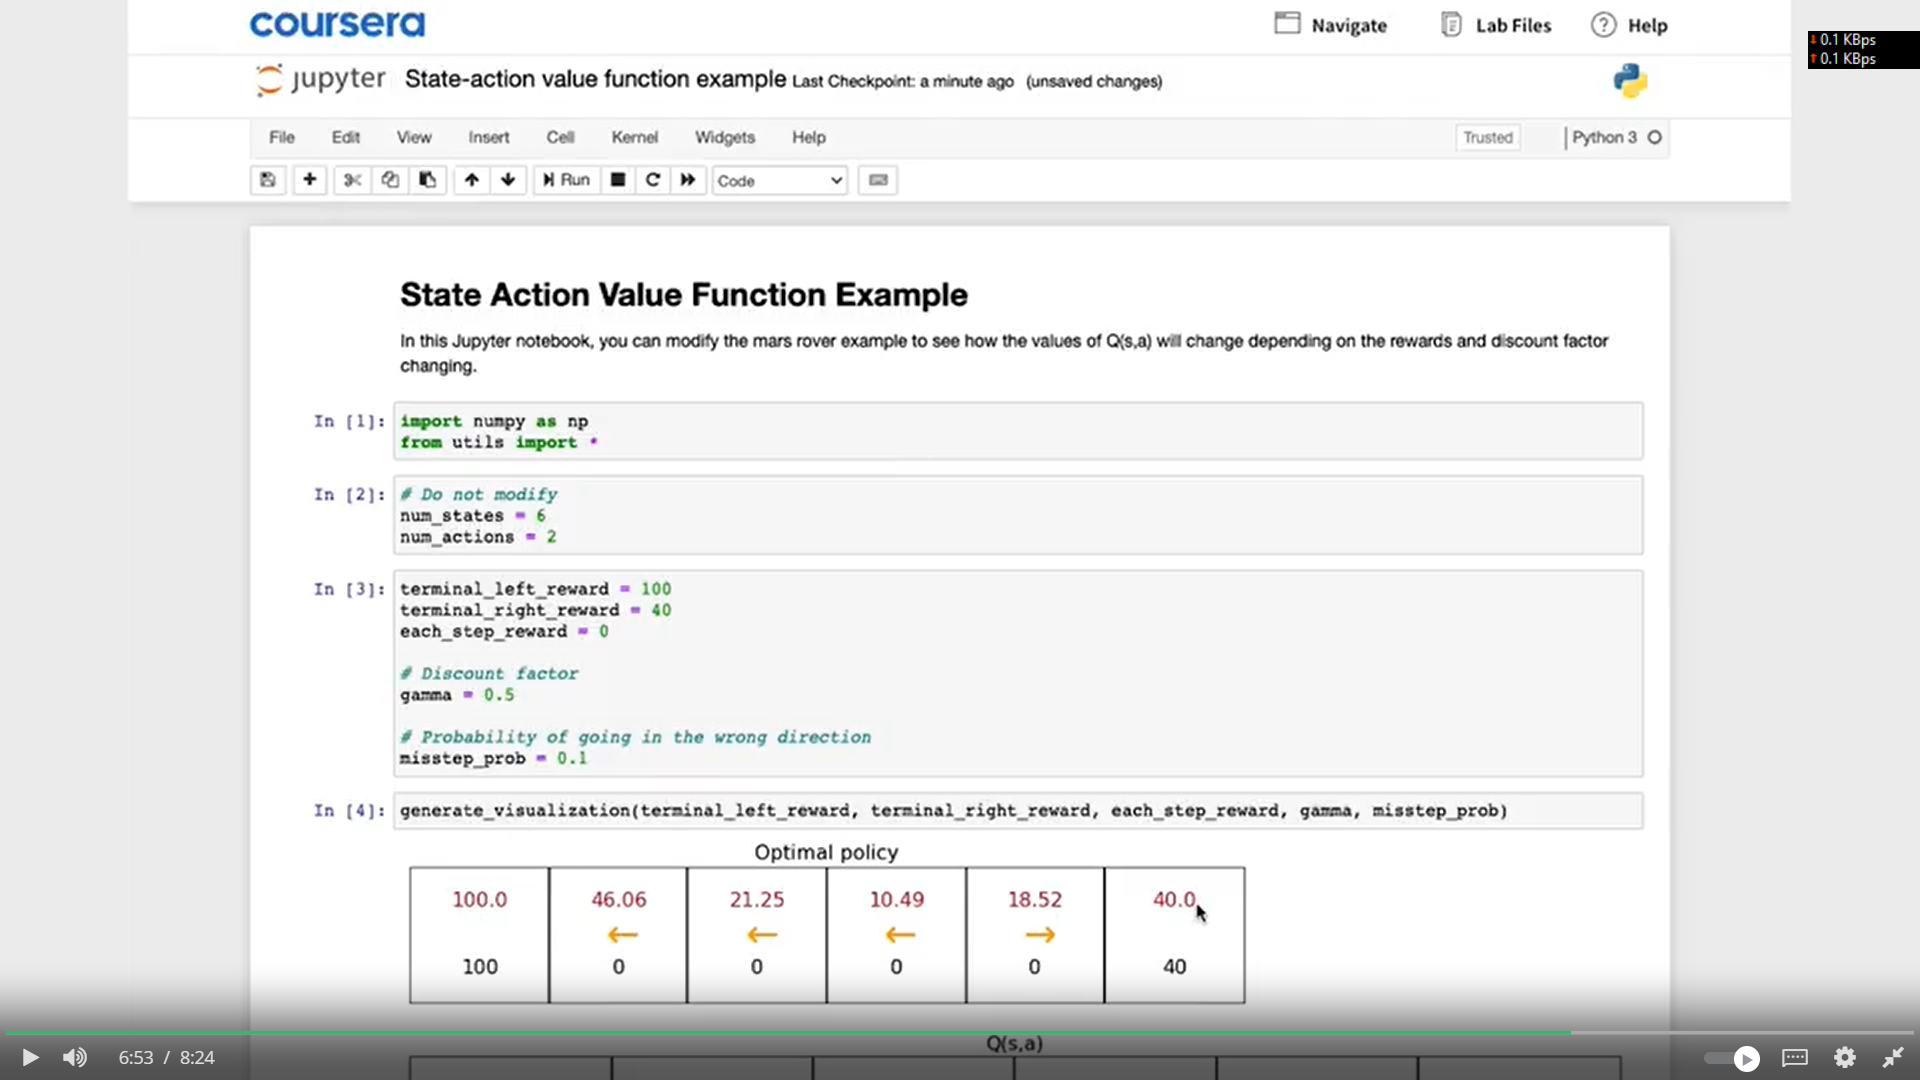 coursera
Navigate
Lab Files
Help
0.1 KBps
0.1 KBps
jupyter State-action value function example Last Checkpoint: a minute ago (unsaved changes)
File Edit View Insert Cell Kernel Widgets Help
Trusted
Python 3
Run
Code
State Action Value Function Example
In this Jupyter notebook, you can modify the mars rover example to see how the values of Q(s,a) will change depending on the rewards and discount factor
changing.
In [1]: import numpy as np
from utils import *
In [2]: # Do not modify
num_states = 6
num_actions = 2
In [3]: terminal_left_reward = 100
terminal_right_reward = 40
each_step_reward = 0
# Discount factor
gamma = 0.5
# Probability of going in the wrong direction
misstep_prob = 0.1
In [4]: generate_visualization(terminal_left_reward, terminal_right_reward, each_step_reward, gamma, misstep_prob)
Optimal policy
100.0 46.06 21.25 10.49 18.52 40.0
← ← ← →
100 0 0 0 0 40
Q(s,a)
6:53 / 8:24